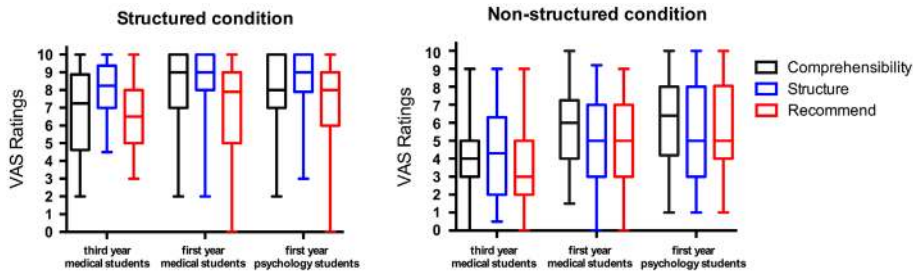 Structured condition
VAS Ratings
10
9
8
7
6
5
4
3
2
1
0
third year
medical students
first year
medical students
first year
psychology students
Non-structured condition
VAS Ratings
10
9
8
7
6
5
4
3
2
1
0
third year
medical students
first year
medical students
first year
psychology students
Comprehensibility
Structure
Recommend